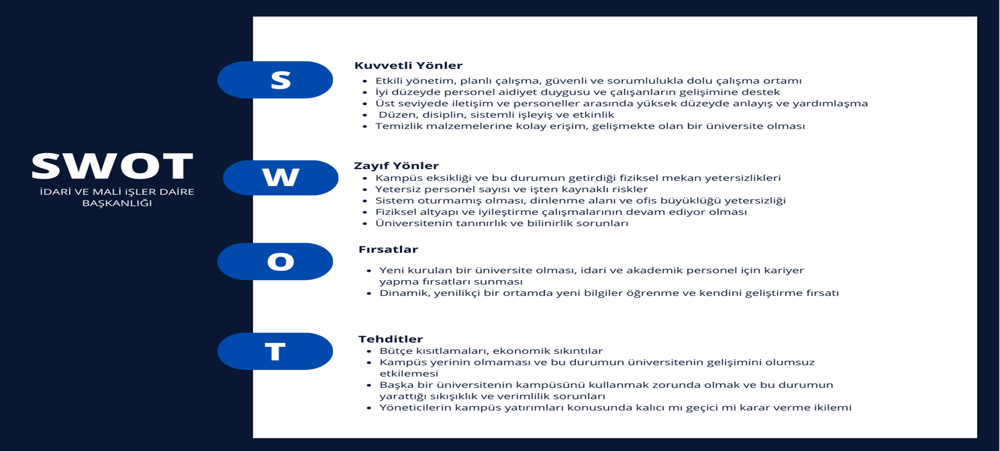 SWOT
İDARİ VE MALİ iŞLER DAİRE
BAŞKANLIĞI
S
Kuvvetli Yönler
• Etkili yönetim, planlı çalışma, güvenli ve sorumlulukla dolu çalışma ortamı
• İyi düzeyde personel aidiyet duygusu ve çalışanların gelişimine destek
• Üst seviyede iletişim ve personeller arasında yüksek düzeyde anlayış ve yardımlaşma
• Düzen, disiplin, sistemli işleyiş ve etkinlik
• Temizlik malzemelerine kolay erişim, gelişmekte olan bir üniversite olması
W
Zayıf Yönler
• Kampüs eksikliği ve bu durumun getirdiği fiziksel mekan yetersizlikleri
• Yetersiz personel sayısı ve işten kaynaklı riskler
• Sistem oturmamış olması, dinlenme alanı ve ofis büyüklüğü yetersizliği
• Fiziksel altyapı ve iyileştirme çalışmalarının devam ediyor olması
• Üniversitenin tanınırlık ve bilinirlik sorunları
O
Fırsatlar
• Yeni kurulan bir üniversite olması, idari ve akademik personel için kariyer
yapma fırsatları sunması
• Dinamik, yenilikçi bir ortamda yeni bilgiler öğrenme ve kendini geliştirme fırsatı
T
Tehditler
• Bütçe kısıtlamaları, ekonomik sıkıntılar
• Kampüs yerinin olmaması ve bu durumun üniversitenin gelişimini olumsuz
etkilemesi
• Başka bir üniversitenin kampüsünü kullanmak zorunda olmak ve bu durumun
yarattığı sıkışıklık ve verimlilik sorunları
• Yöneticilerin kampüs yatırımları konusunda kalıcı mı geçici mi karar verme ikilemi